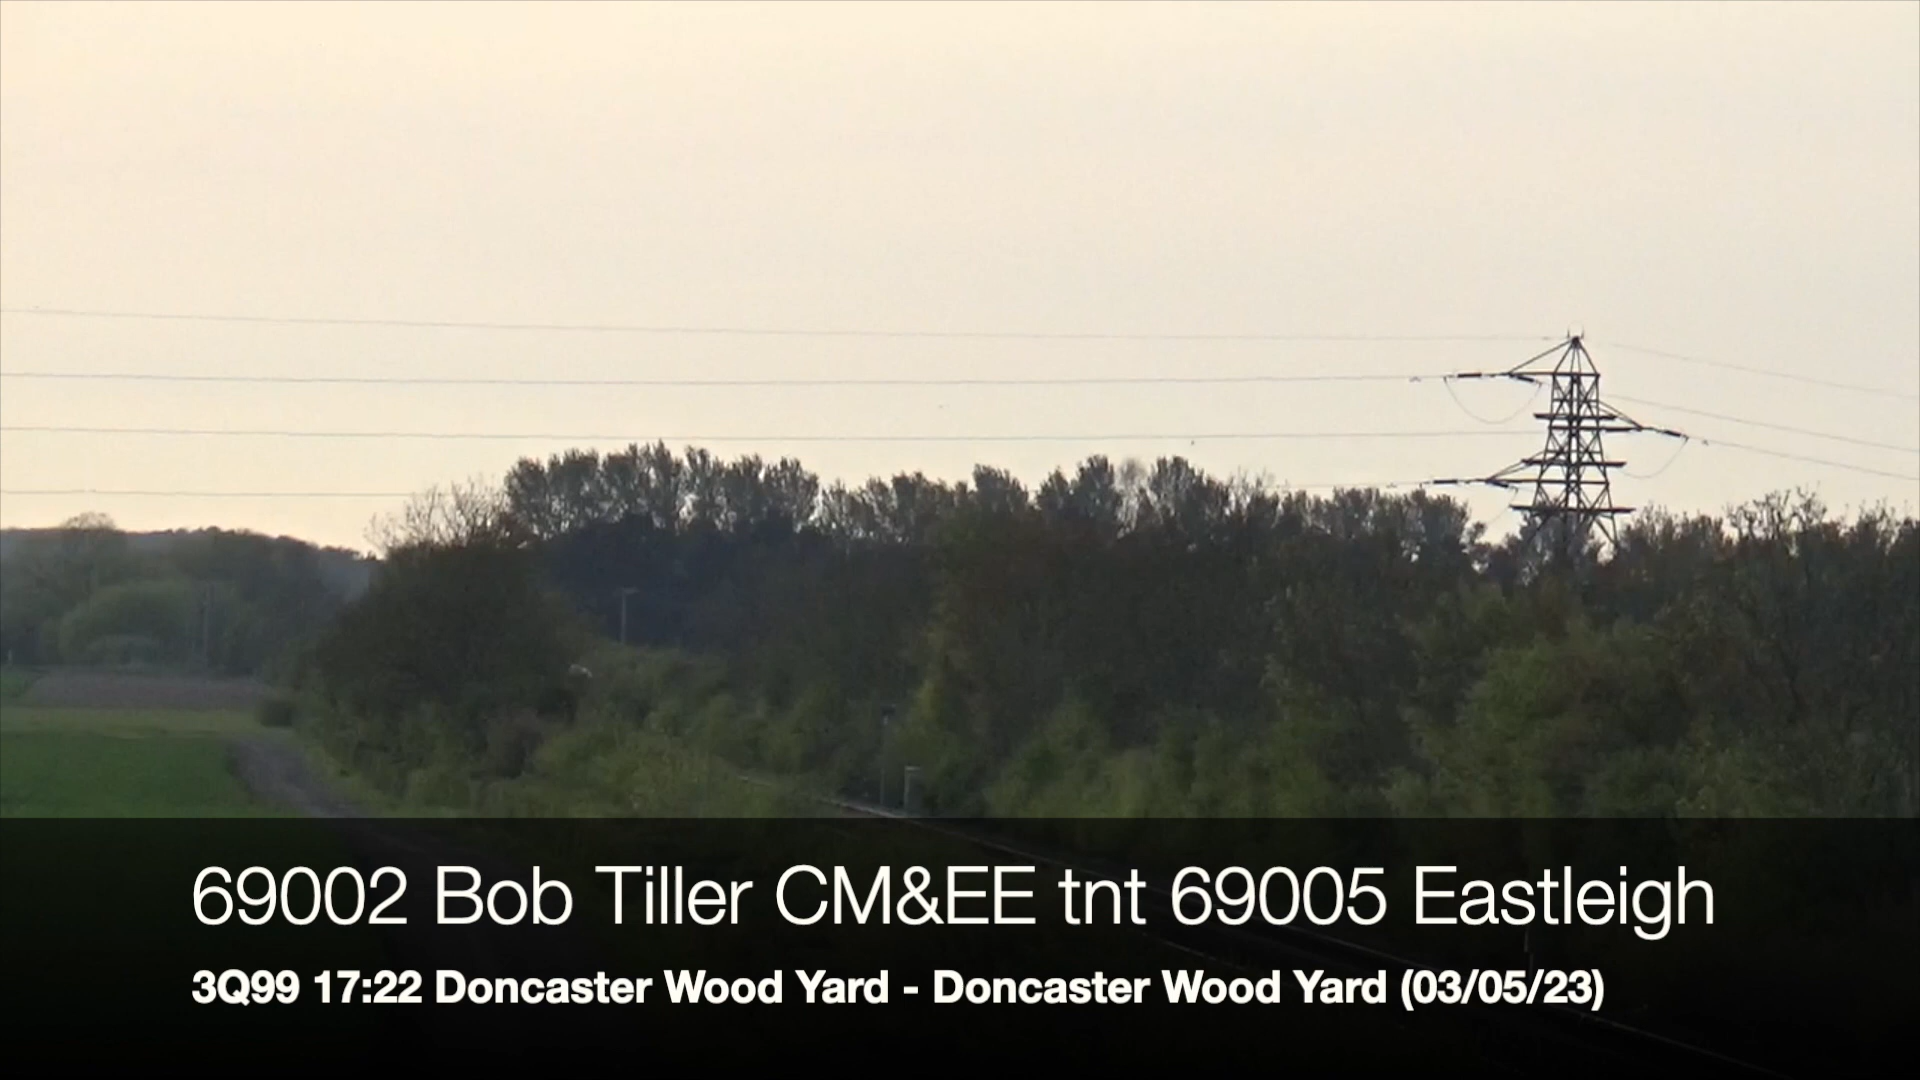 69002 Bob Tiller CM&EE tnt 69005 Eastleigh
3Q99 17:22 Doncaster Wood Yard - Doncaster Wood Yard (03/05/23)